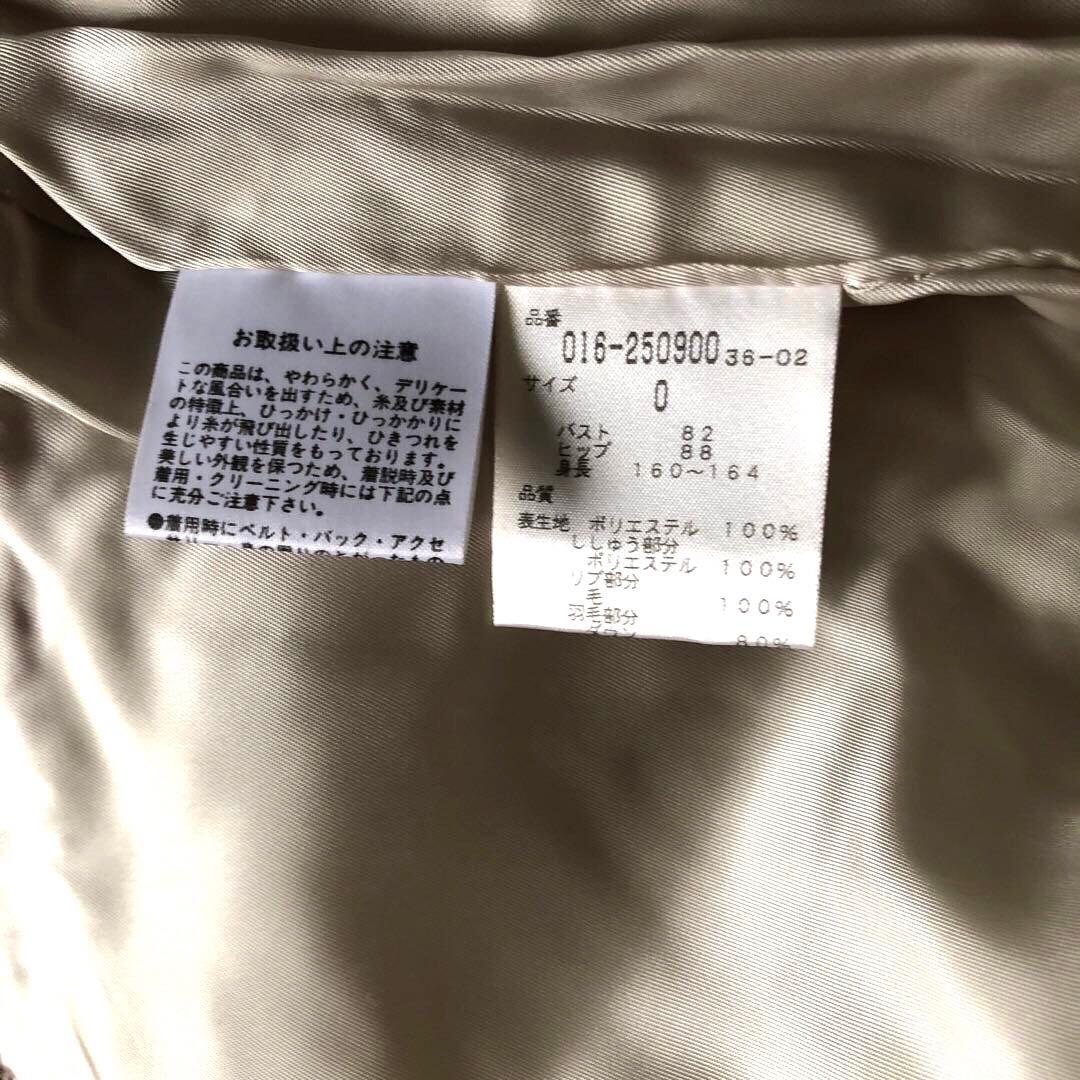 お取扱い上の注意
この商品は、やわらかく、デリケー
トな風合いを出すため、糸及び素材
の特徴上、ひっかけ・ひっかかりに
より糸が飛び出したり、ひきつれを
生じやすい性質をもっております。
美しい外観を保つため、着説時及び
着用・クリーニング時には下記の点
に充分ご注意下さい。
●着用時にベルト・バック・アクセ
品番
016-250900 36-02
サイズ
0
バスト 82
ヒップ 88
身長 160～164
品質
表生地 ポリエステル 100%
ししゅう部分
ポリエステル 100%
リブ部分
毛 100%
羽毛部分
ダウン 80%